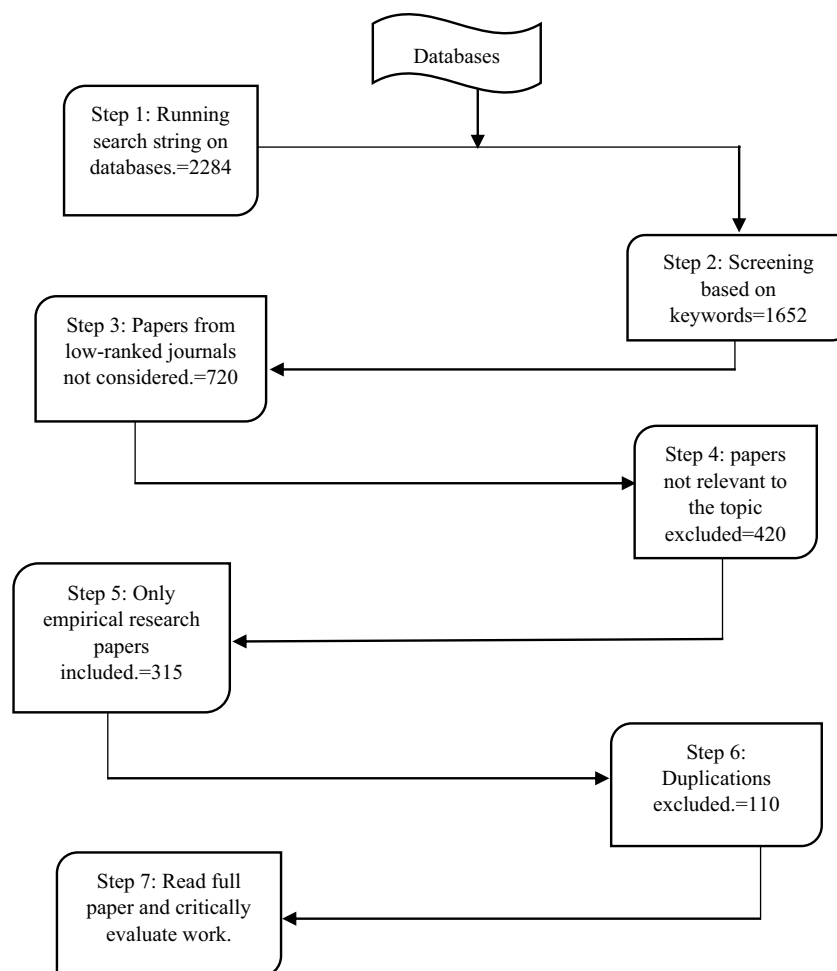 Databases
Step 1: Running
search string on
databases.=2284
Step 2: Screening
based on
keywords=1652
Step 3: Papers from
low-ranked journals
not considered.=720
Step 4: papers
not relevant to
the topic
excluded=420
Step 5: Only
empirical research
papers
included.=315
Step 6:
Duplications
excluded.=110
Step 7: Read full
paper and critically
evaluate work.